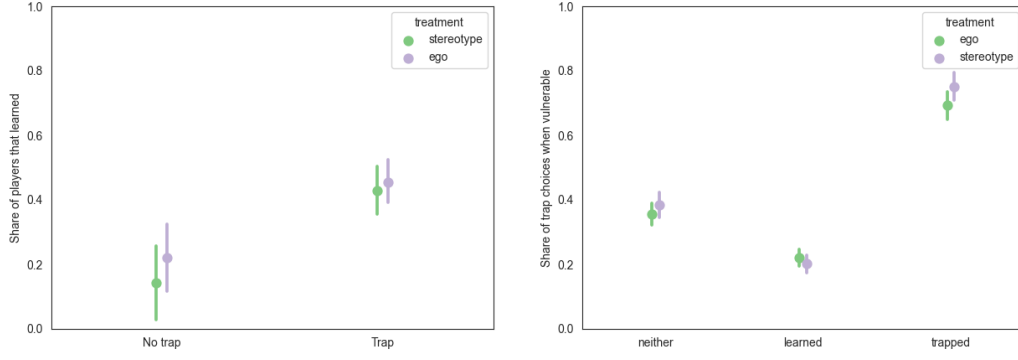 1.0
0.8
0.6
0.4
0.2
0.0
Share of players that learned
treatment
stereotype
ego
No trap
Trap
1.0
0.8
0.6
0.4
0.2
0.0
Share of trap choices when vulnerable
treatment
ego
stereotype
neither
learned
trapped